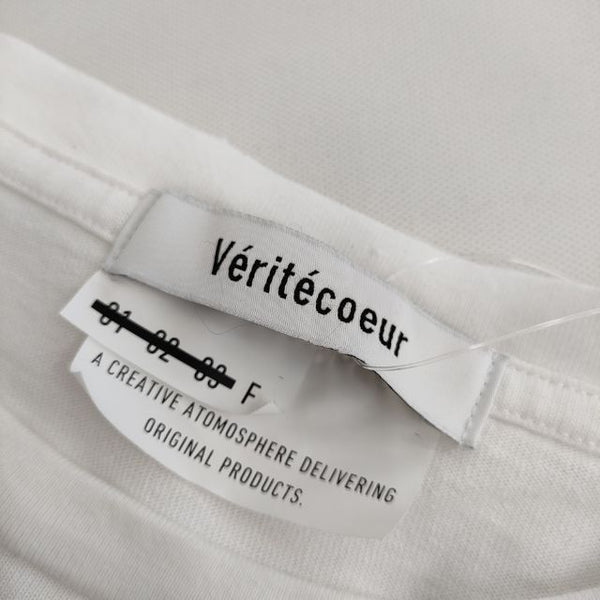 Véritécoeur
01 02 03 F
A CREATIVE ATOMOSPHERE DELIVERING
ORIGINAL PRODUCTS.